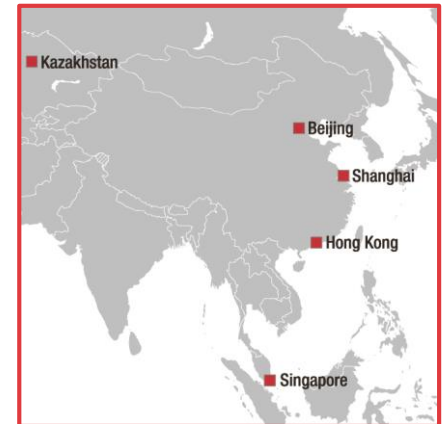 Kazakhstan
Beijing
Shanghai
Hong Kong
Singapore